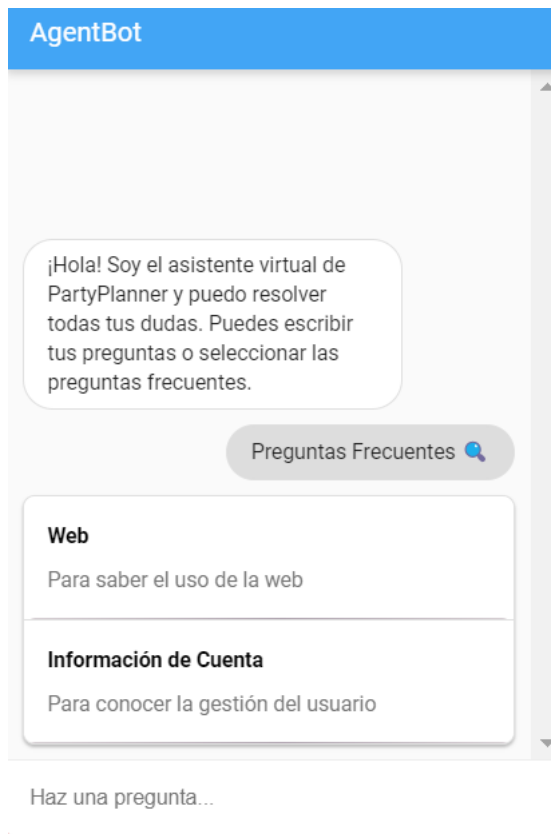 AgentBot
¡Hola! Soy el asistente virtual de
PartyPlanner y puedo resolver
todas tus dudas. Puedes escribir
tus preguntas o seleccionar las
preguntas frecuentes.
Preguntas Frecuentes 🔍
Web
Para saber el uso de la web
Información de Cuenta
Para conocer la gestión del usuario
Haz una pregunta...